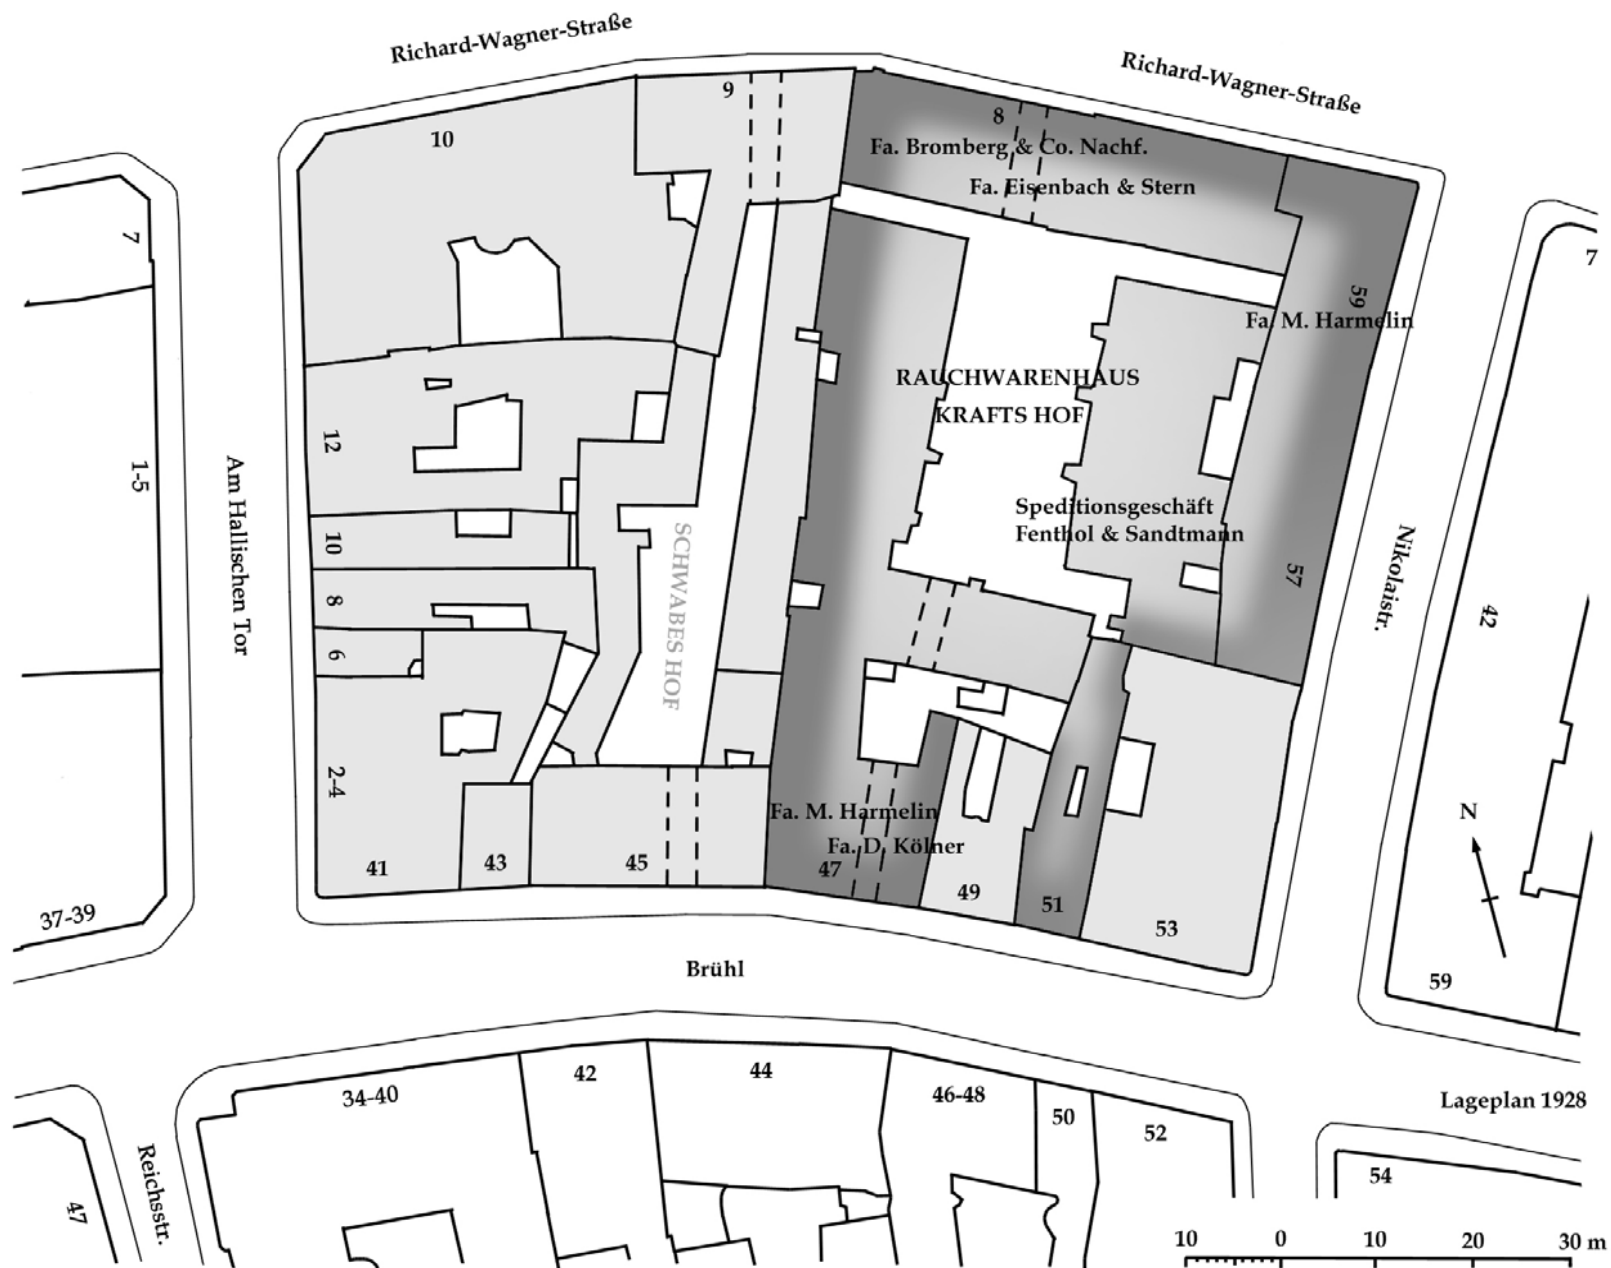 Richard-Wagner-Straße
Richard-Wagner-Straße
9
8
10
Fa. Bromberg & Co. Nachf.
Fa. Eisenbach & Stern
7
7
59
Fa. M. Harmelin
RAUCHWARENHAUS
KRAFTS HOF
12
1-5
Am Hallischen Tor
Speditionsgeschäft
Fenthol & Sandtmann
10
SCHWABES HOF
Nikolaistr.
57
8
42
6
2-4
Fa. M. Harmelin
N
Fa. D. Kölner
41
43
45
47
49
51
53
37-39
Brühl
59
34-40
42
44
46-48
50
52
Lageplan 1928
54
Reichsstr.
47
10 0 10 20 30 m